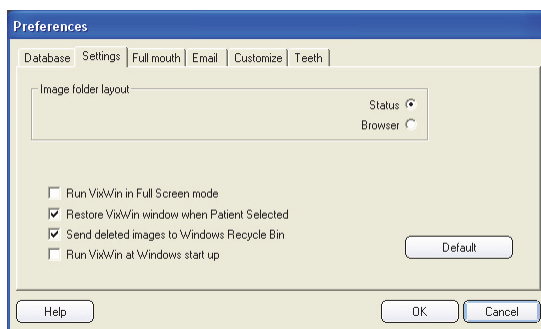 Preferences
Database Settings Full mouth Email Customize Teeth
Image folder layout
Status
Browser
Run VixWin in Full Screen mode
Restore VixWin window when Patient Selected
Send deleted images to Windows Recycle Bin
Default
Run VixWin at Windows start up
Help OK Cancel